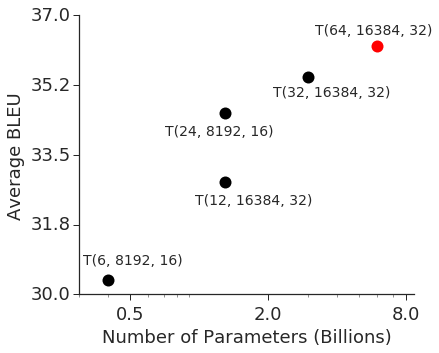 37.0
T(64, 16384, 32)
35.2
T(32, 16384, 32)
T(24, 8192, 16)
33.5
T(12, 16384, 32)
31.8
T(6, 8192, 16)
30.0
Average BLEU
0.5 2.0 8.0
Number of Parameters (Billions)